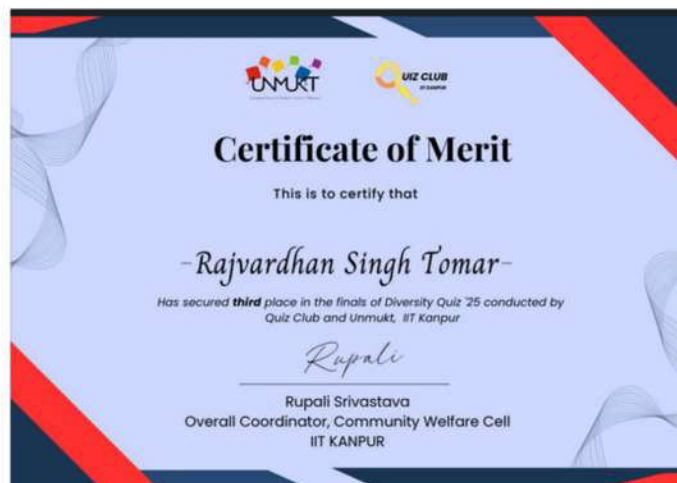 UNMUKT
QUIZ CLUB
IIT KANPUR
Certificate of Merit
This is to certify that
-Rajvardhan Singh Tomar-
Has secured third place in the finals of Diversity Quiz '25 conducted by
Quiz Club and Unmukt, IIT Kanpur
Rupali
Rupali Srivastava
Overall Coordinator, Community Welfare Cell
IIT KANPUR